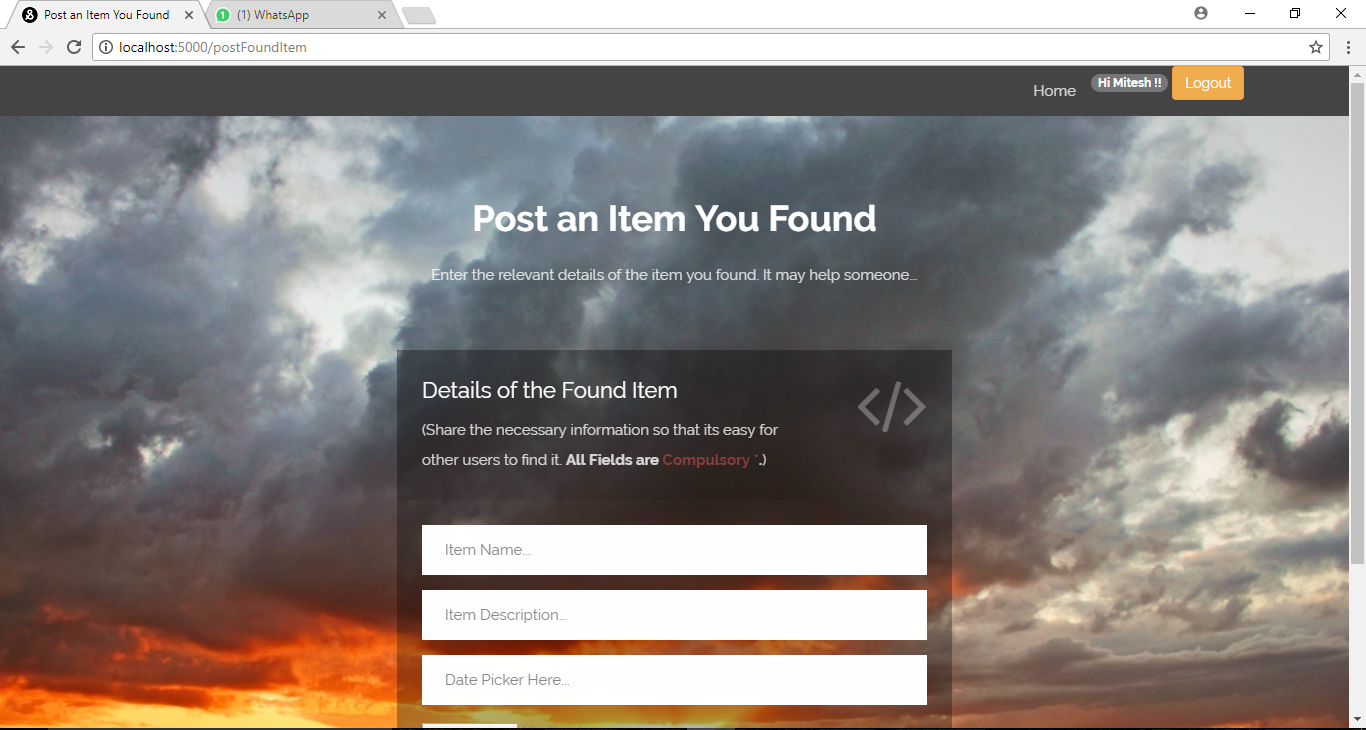 Post an Item You Found
(1) WhatsApp
localhost:5000/postFoundItem
Home Hi Mitesh !! Logout
Post an Item You Found
Enter the relevant details of the item you found. It may help someone...
Details of the Found Item
(Share the necessary information so that its easy for
other users to find it. All Fields are Compulsory *.)
Item Name...
Item Description...
Date Picker Here...